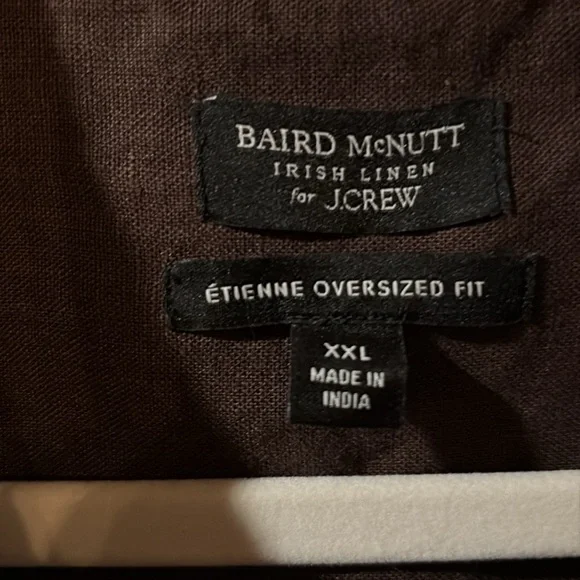 BAIRD McNUTT
IRISH LINEN
for J.CREW
ÉTIENNE OVERSIZED FIT
XXL
MADE IN
INDIA